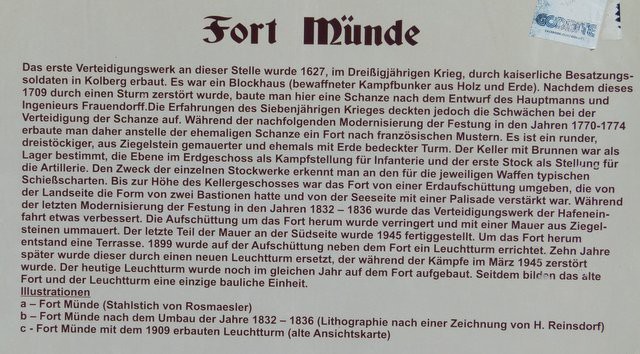 Fort Münde
Das erste Verteidigungswerk an dieser Stelle wurde 1627, im Dreißigjährigen Krieg, durch kaiserliche Besatzungs-
soldaten in Kolberg erbaut. Es war ein Blockhaus (bewaffneter Kampfbunker aus Holz und Erde). Nachdem dieses
1709 durch einen Sturm zerstört wurde, baute man hier eine Schanze nach dem Entwurf des Hauptmanns und
Ingenieurs Frauendorff.Die Erfahrungen des Siebenjährigen Krieges deckten jedoch die Schwächen bei der
Verteidigung der Schanze auf. Während der nachfolgenden Modernisierung der Festung in den Jahren 1770-1774
erbaute man daher anstelle der ehemaligen Schanze ein Fort nach französischen Mustern. Es ist ein runder,
dreistöckiger, aus Ziegelstein gemauerter und ehemals mit Erde bedeckter Turm. Der Keller mit Brunnen war als
Lager bestimmt, die Ebene im Erdgeschoss als Kampfstellung für Infanterie und der erste Stock als Stellung für
die Artillerie. Den Zweck der einzelnen Stockwerke erkennt man an den für die jeweiligen Waffen typischen
Schießscharten. Bis zur Höhe des Kellergeschosses war das Fort von einer Erdaufschüttung umgeben, die von
der Landseite die Form von zwei Bastionen hatte und von der Seeseite mit einer Palisade verstärkt war. Während
der letzten Modernisierung der Festung in den Jahren 1832 – 1836 wurde das Verteidigungswerk der Hafenein-
fahrt etwas verbessert. Die Aufschüttung um das Fort herum wurde verringert und mit einer Mauer aus Ziegel-
steinen ummauert. Der letzte Teil der Mauer an der Südseite wurde 1945 fertiggestellt. Um das Fort herum
entstand eine Terrasse. 1899 wurde auf der Aufschüttung neben dem Fort ein Leuchtturm errichtet. Zehn Jahre
später wurde dieser durch einen neuen Leuchtturm ersetzt, der während der Kämpfe im März 1945 zerstört
wurde. Der heutige Leuchtturm wurde noch im gleichen Jahr auf dem Fort aufgebaut. Seitdem bilden das alte
Fort und der Leuchtturm eine einzige bauliche Einheit.
Illustrationen
a – Fort Münde (Stahlstich von Rosmaesler)
b – Fort Münde nach dem Umbau der Jahre 1832 – 1836 (Lithographie nach einer Zeichnung von H. Reinsdorf)
c - Fort Münde mit dem 1909 erbauten Leuchtturm (alte Ansichtskarte)